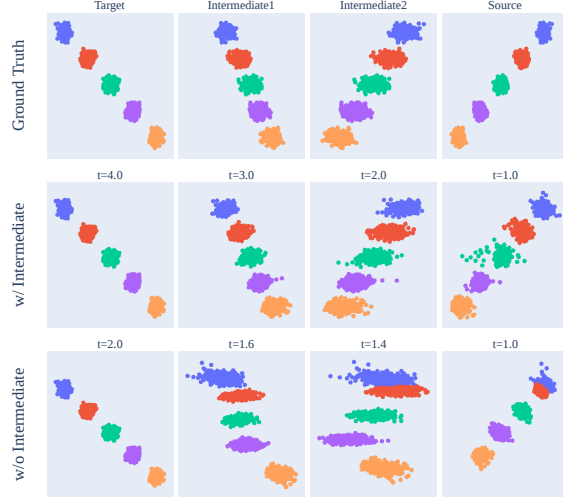 Target Intermediate1 Intermediate2 Source
Ground Truth
t=4.0 t=3.0 t=2.0 t=1.0
w/ Intermediate
t=2.0 t=1.6 t=1.4 t=1.0
w/o Intermediate